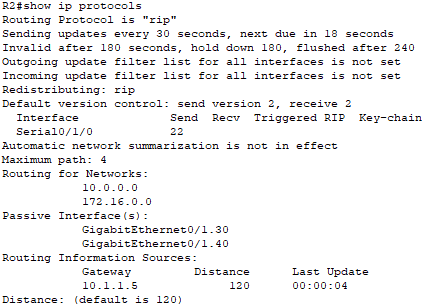 R2#show ip protocols
Routing Protocol is "rip"
Sending updates every 30 seconds, next due in 18 seconds
Invalid after 180 seconds, hold down 180, flushed after 240
Outgoing update filter list for all interfaces is not set
Incoming update filter list for all interfaces is not set
Redistributing: rip
Default version control: send version 2, receive 2
Interface Send Recv Triggered RIP Key-chain
Serial0/1/0 22
Automatic network summarization is not in effect
Maximum path: 4
Routing for Networks:
10.0.0.0
172.16.0.0
Passive Interface(s):
GigabitEthernet0/1.30
GigabitEthernet0/1.40
Routing Information Sources:
Gateway Distance Last Update
10.1.1.5 120 00:00:04
Distance: (default is 120)